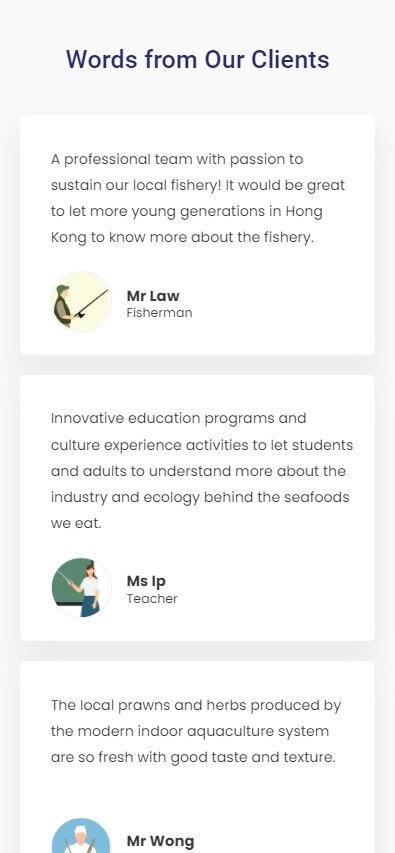 Words from Our Clients
A professional team with passion to
sustain our local fishery! It would be great
to let more young generations in Hong
Kong to know more about the fishery.
Mr Law
Fisherman
Innovative education programs and
culture experience activities to let students
and adults to understand more about the
industry and ecology behind the seafoods
we eat.
Ms Ip
Teacher
The local prawns and herbs produced by
the modern indoor aquaculture system
are so fresh with good taste and texture.
Mr Wong